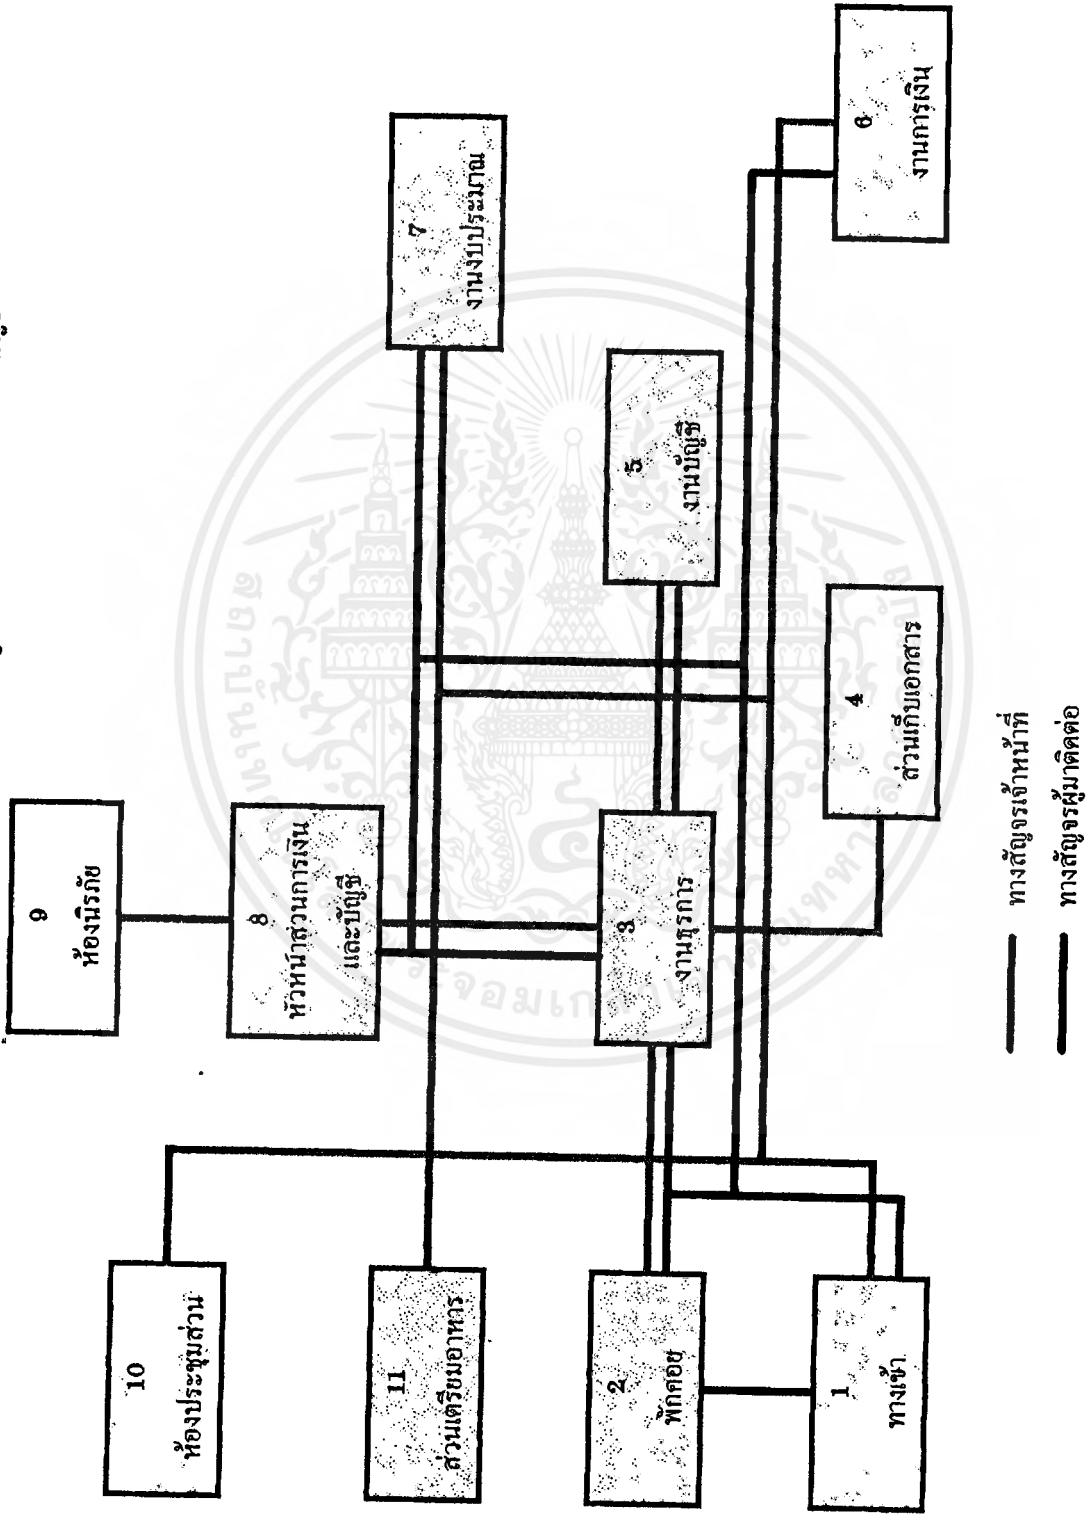 10
ห้องประชุมส่วน
11
ส่วนเตรียมอาหาร
2
พักคอย
1
ทางเข้า
9
ห้องนิรภัย
8
หัวหน้าส่วนการเงิน
และบัญชี
3
งานธุรการ
4
ส่วนเก็บเอกสาร
7
งานงบประมาณ
5
งานบัญชี
6
งานการเงิน
ทางสัญจรเจ้าหน้าที่
ทางสัญจรผู้มาติดต่อ